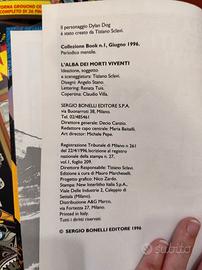 Il personaggio Dylan Dog
è stato creato da Tiziano Sclavi.
Collezione Book n.1, Giugno 1996.
Periodico mensile.
L'ALBA DEI MORTI VIVENTI
Ideazione, soggetto
e sceneggiatura: Tiziano Sclavi.
Disegni: Angelo Stano.
Lettering: Renata Tuis.
Copertina: Claudio Villa.
SERGIO BONELLI EDITORE S.P.A.
via Buonarroti 38, Milano
Tel. 02/485461
Direttore generale: Decio Canzio.
Redattore capo centrale: Maria Baitelli.
Art director: Michele Pepe.
Registrazione Tribunale di Milano n 261
del 22/4/1996. Iscrizione al registro
nazionale della stampa n 27,
vol 1, foglio 209.
Direttore Responsabile: Tiziano Sclavi.
Edizione a cura di Mauro Marcheselli.
Progetto grafico: Nico Zardo.
Stampa: New Interlitho Italia S.p.A.,
Viale Delle Industrie 2, Caleppio di
Settala (Milano).
Distribuzione: A&G Marco,
via Fortezza 27, Milano.
Printed in Italy.
Tutti i diritti riservati.
© SERGIO BONELLI EDITORE 1996
subito